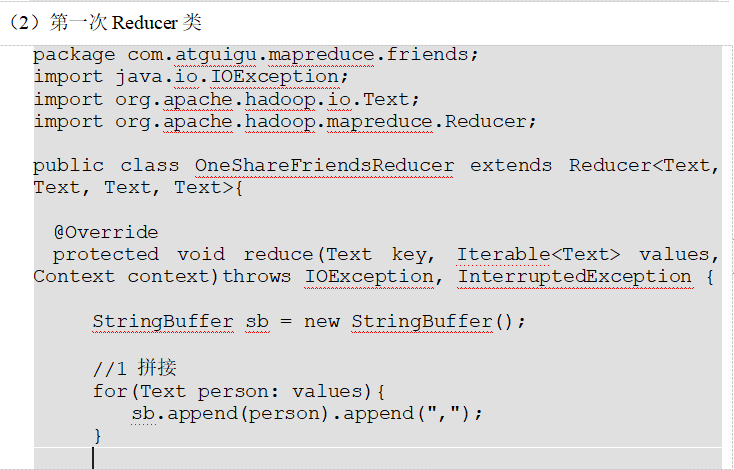 （2）第一次 Reducer 类
package com.atguigu.mapreduce.friends;
import java.io.IOException;
import org.apache.hadoop.io.Text;
import org.apache.hadoop.mapreduce.Reducer;
public class OneShareFriendsReducer extends Reducer<Text,
Text, Text, Text>{
@Override
protected void reduce(Text key, Iterable<Text> values,
Context context)throws IOException, InterruptedException {
StringBuffer sb = new StringBuffer();
//1 拼接
for(Text person: values){
sb.append(person).append(",");
}